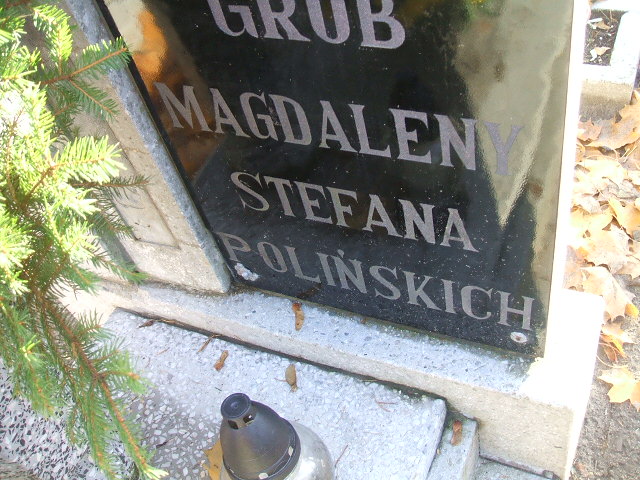 GRÓB
MAGDALENY
STEFANA
POLIŃSKICH